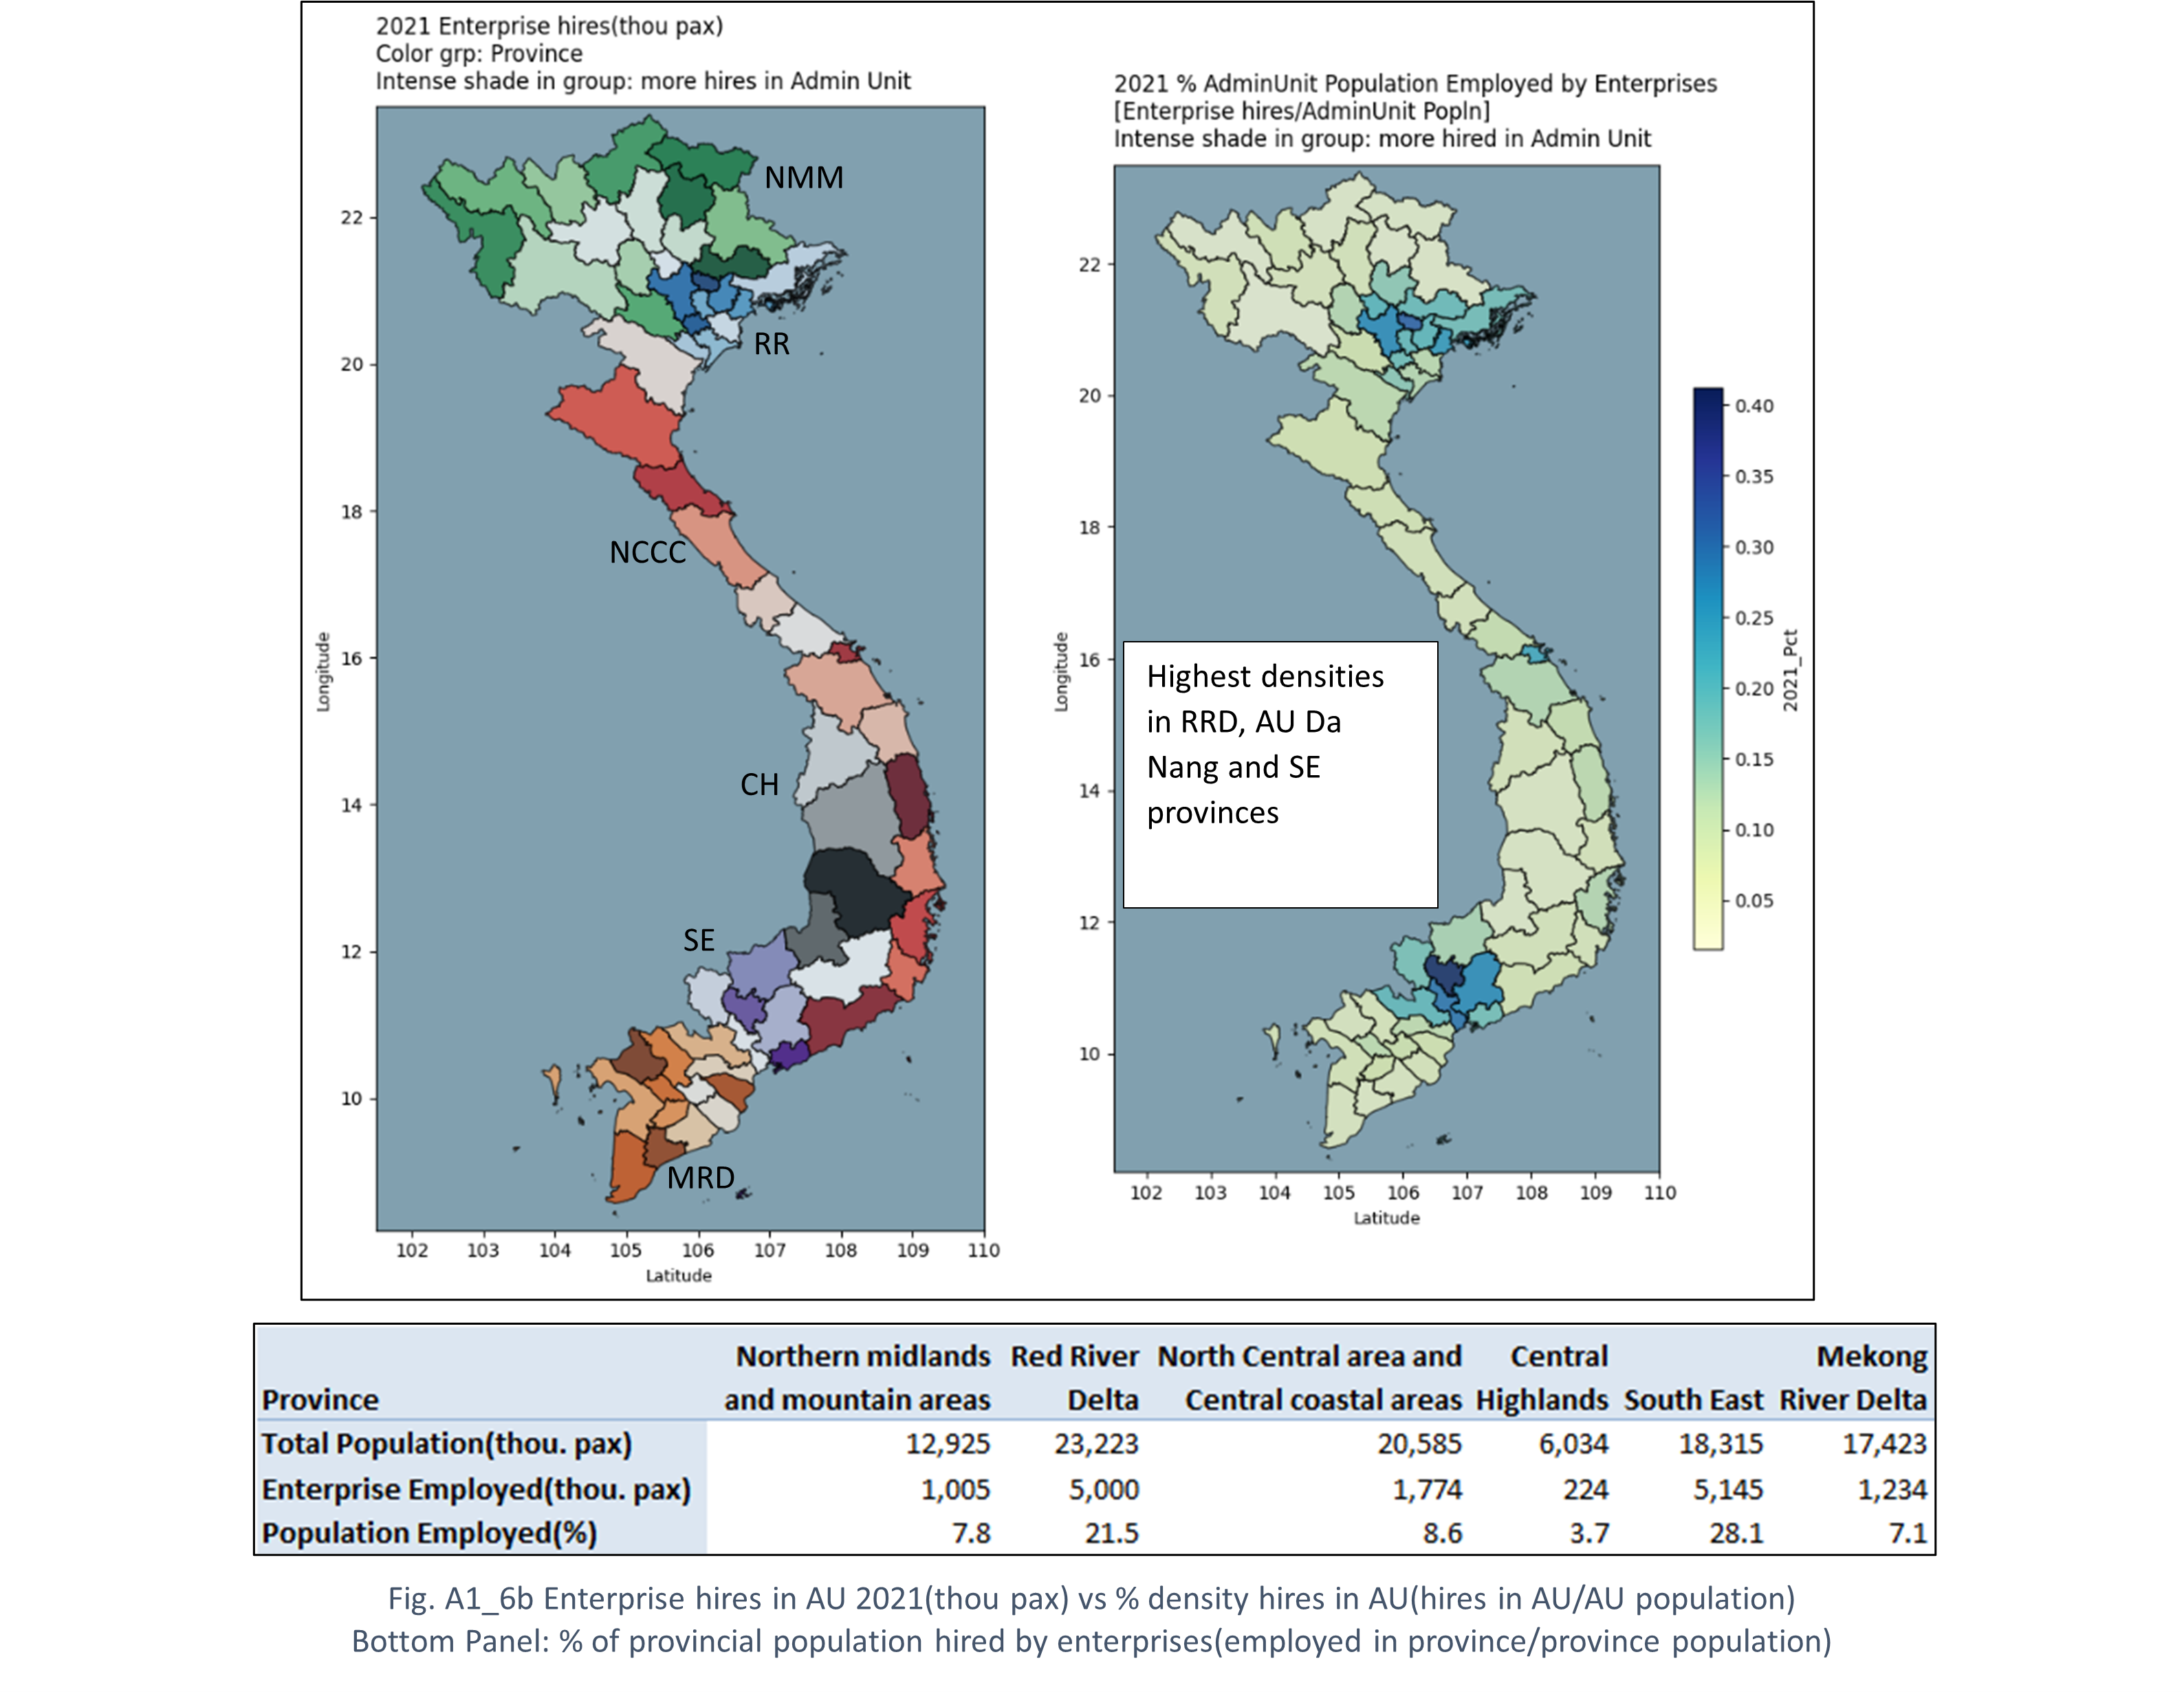 2021 Enterprise hires(thou pax)
Color grp: Province
Intense shade in group: more hires in Admin Unit
NMM
RR
NCCC
CH
SE
MRD
22
20
18
16
14
12
10
Longitude
102 103 104 105 106 107 108 109 110
Latitude
2021 % AdminUnit Population Employed by Enterprises
[Enterprise hires/AdminUnit Popln]
Intense shade in group: more hired in Admin Unit
22
20
18
16
14
12
10
Longitude
Highest densities
in RRD, AU Da
Nang and SE
provinces
102 103 104 105 106 107 108 109 110
Latitude
0.40
0.35
0.30
0.25
0.20
0.15
0.10
0.05
2021_Pct
Northern midlands Red River North Central area and Central Mekong
Province and mountain areas Delta Central coastal areas Highlands South East River Delta
Total Population(thou. pax) 12,925 23,223 20,585 6,034 18,315 17,423
Enterprise Employed(thou. pax) 1,005 5,000 1,774 224 5,145 1,234
Population Employed(%) 7.8 21.5 8.6 3.7 28.1 7.1
Fig. A1_6b Enterprise hires in AU 2021(thou pax) vs % density hires in AU(hires in AU/AU population)
Bottom Panel: % of provincial population hired by enterprises(employed in province/province population)